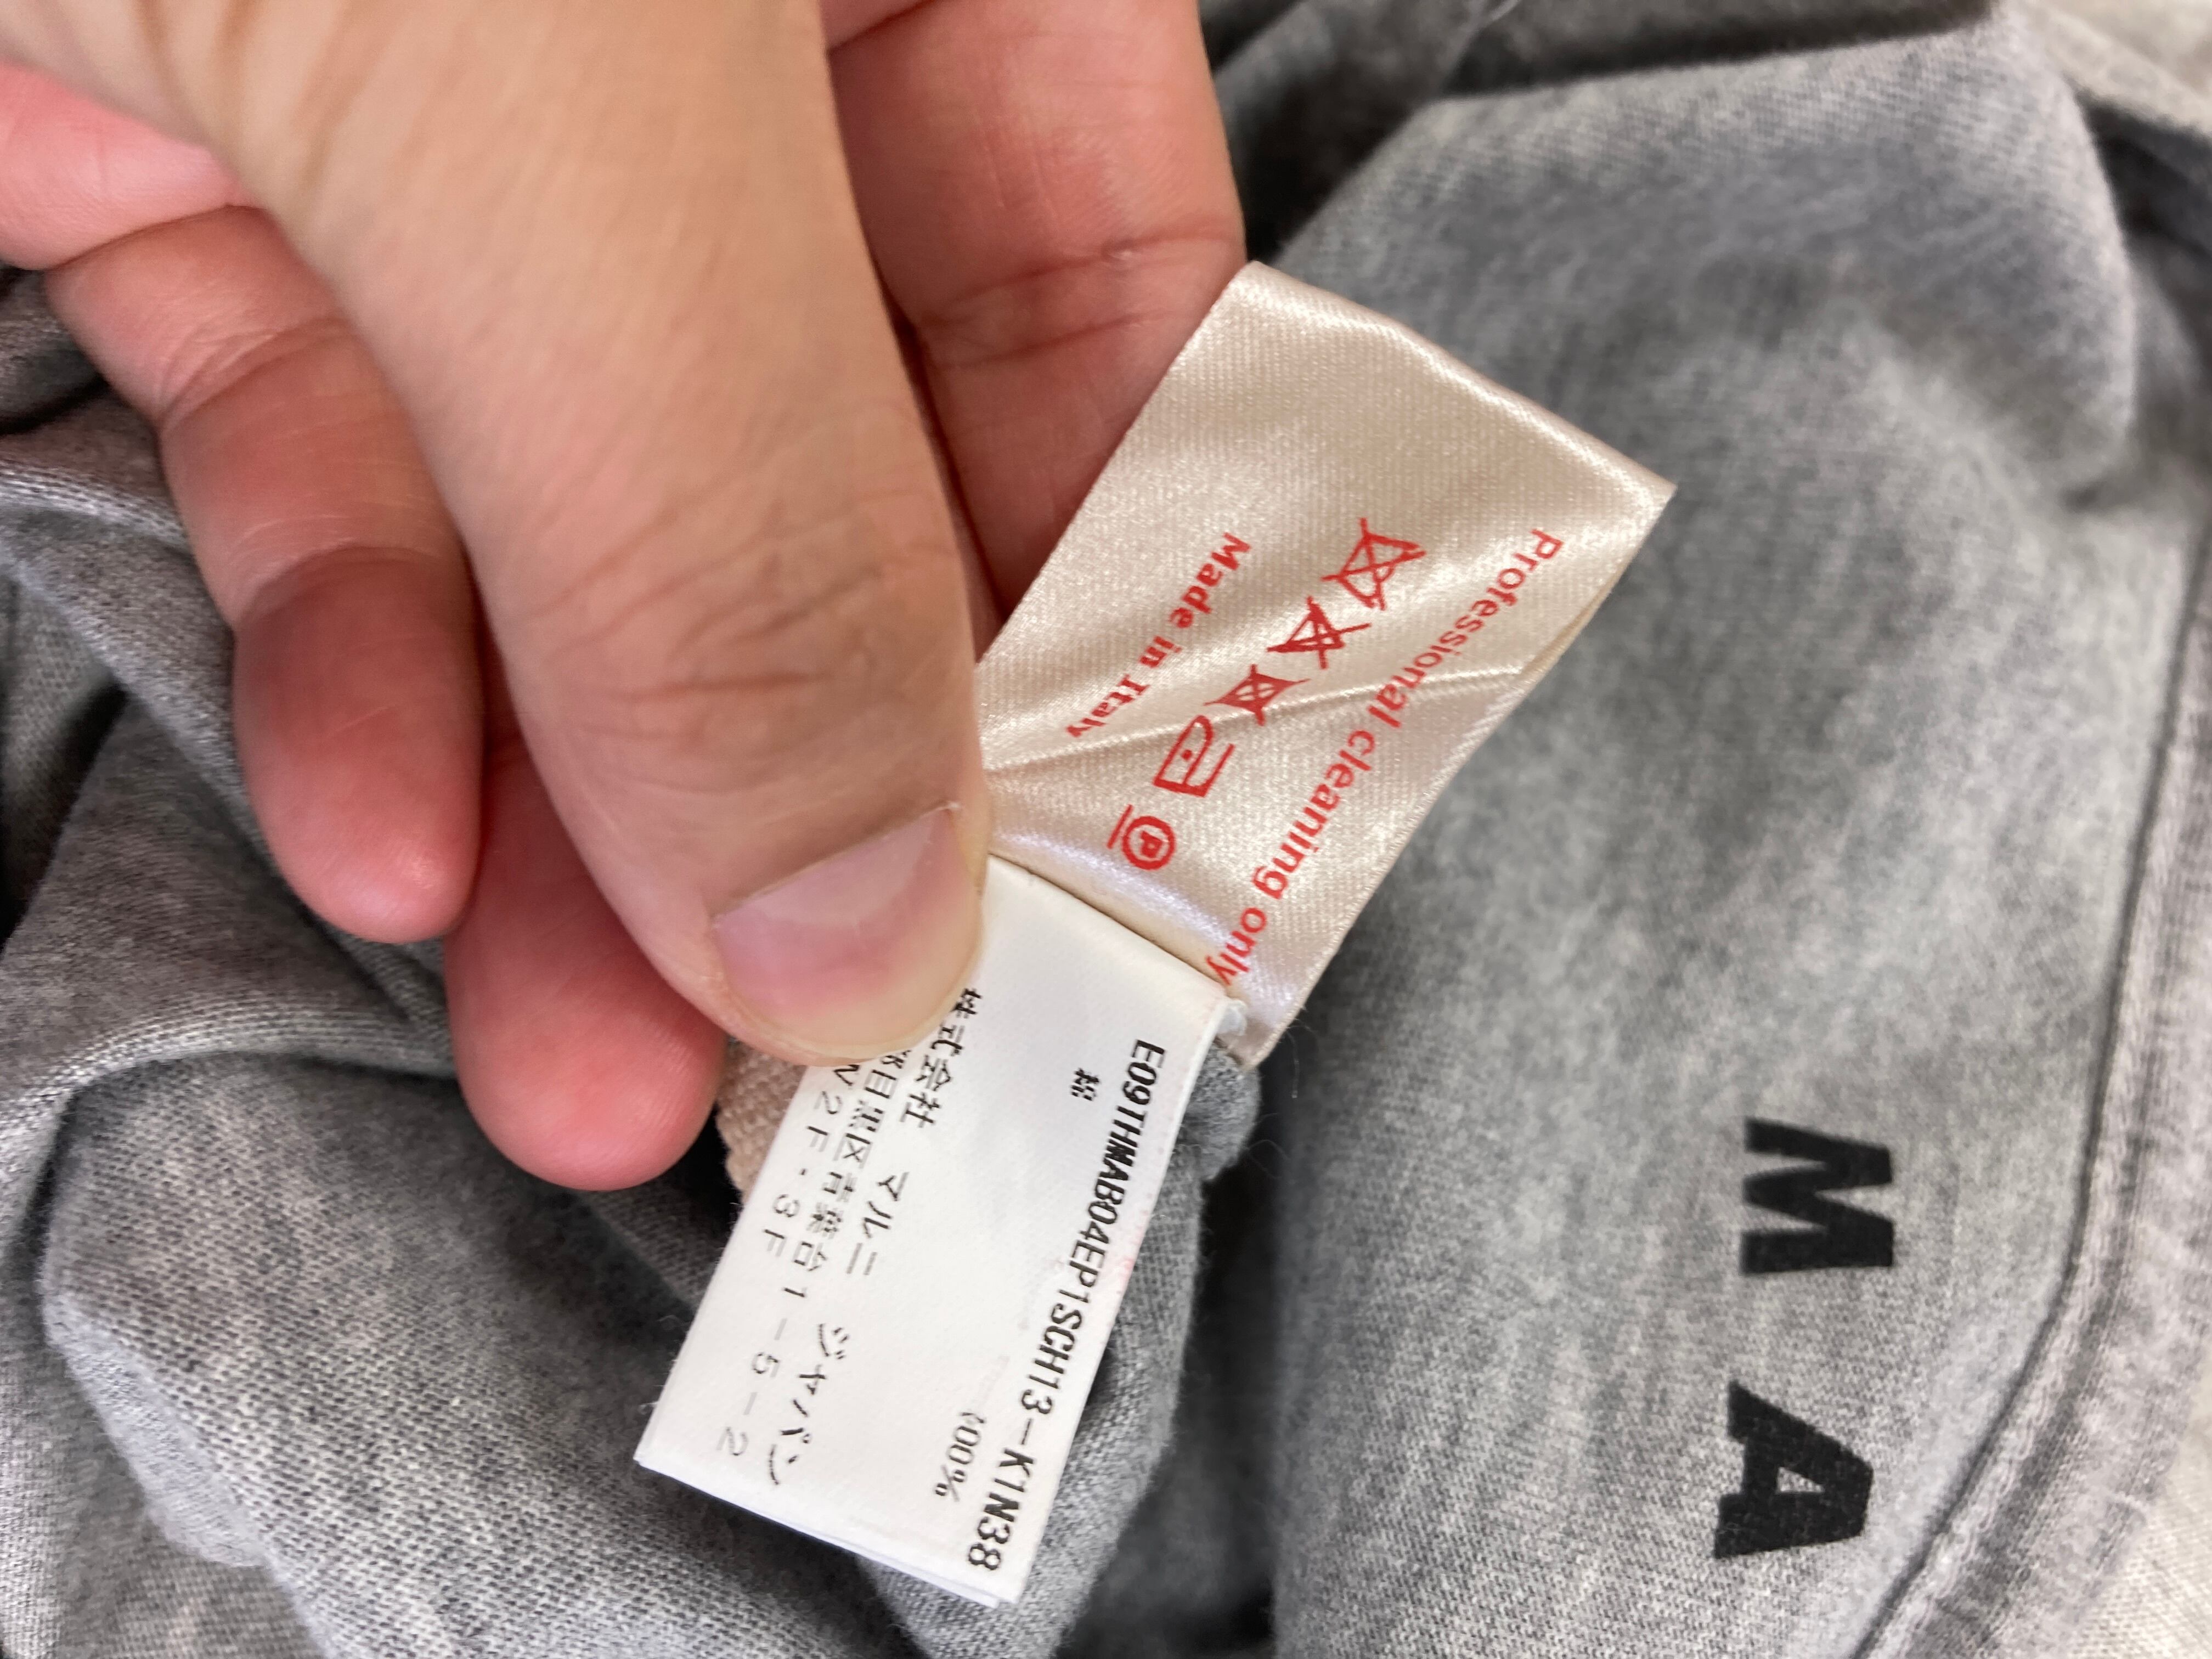 Professional cleaning only
P
Made in Italy
E09THMAB04EP1SCH13-K1N38
綿 100%
株式会社 マルニ ジャパン
目黒区青葉台1-5-2
2F.3F
M A